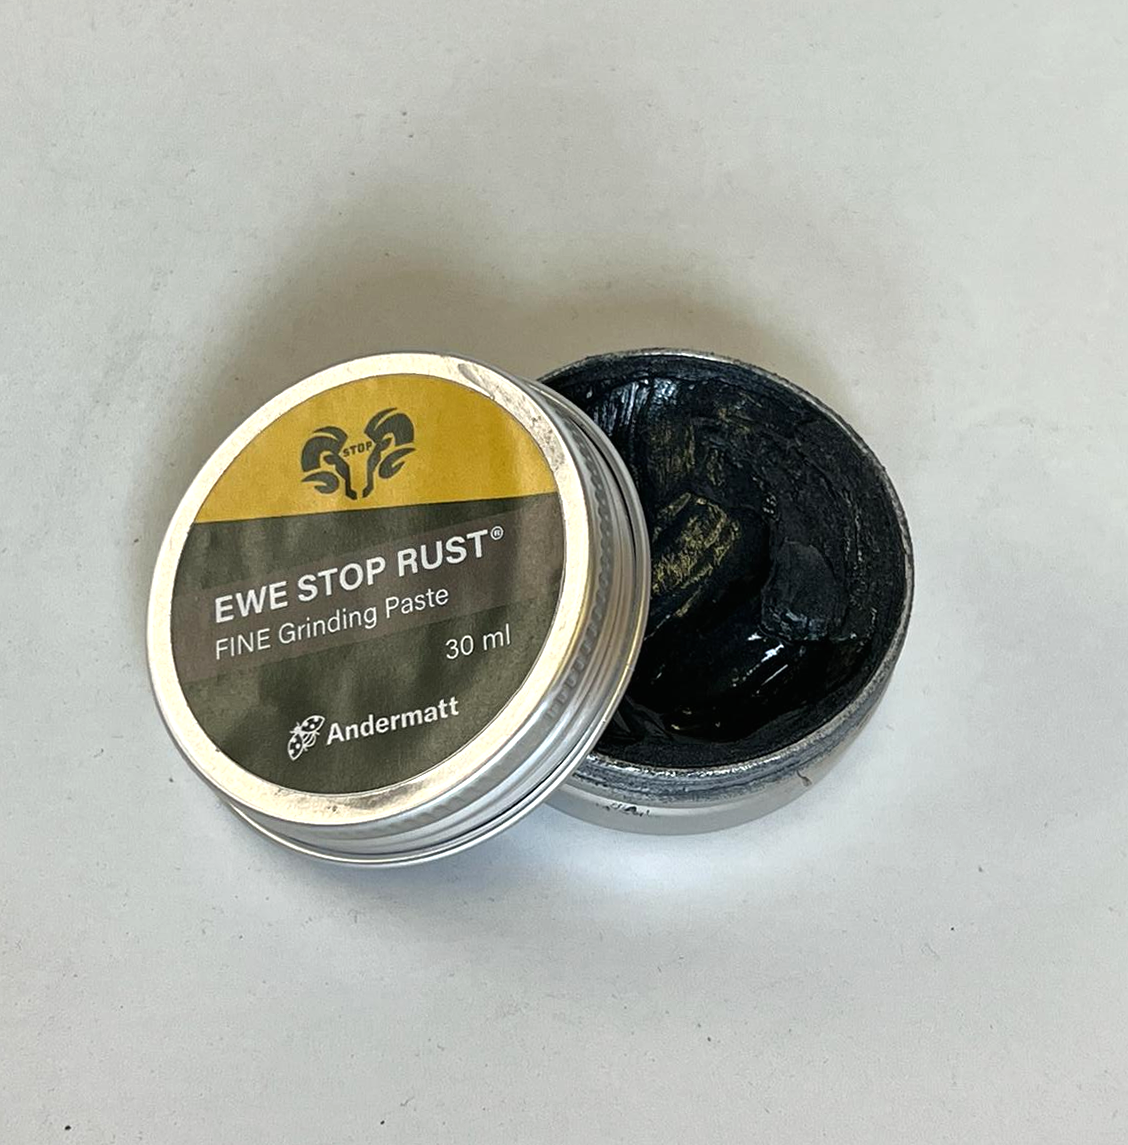 STOP
EWE STOP RUST®
FINE Grinding Paste
30 ml
Andermatt